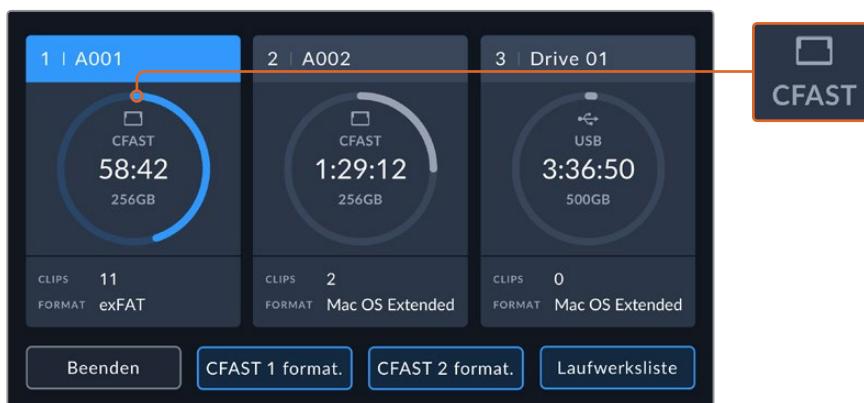 1 | A001
CFAST
58:42
256GB
CLIPS 11
FORMAT exFAT
2 | A002
CFAST
1:29:12
256GB
CLIPS 2
FORMAT Mac OS Extended
3 | Drive 01
USB
3:36:50
500GB
CLIPS 0
FORMAT Mac OS Extended
Beenden
CFAST 1 format.
CFAST 2 format.
Laufwerksliste
CFAST